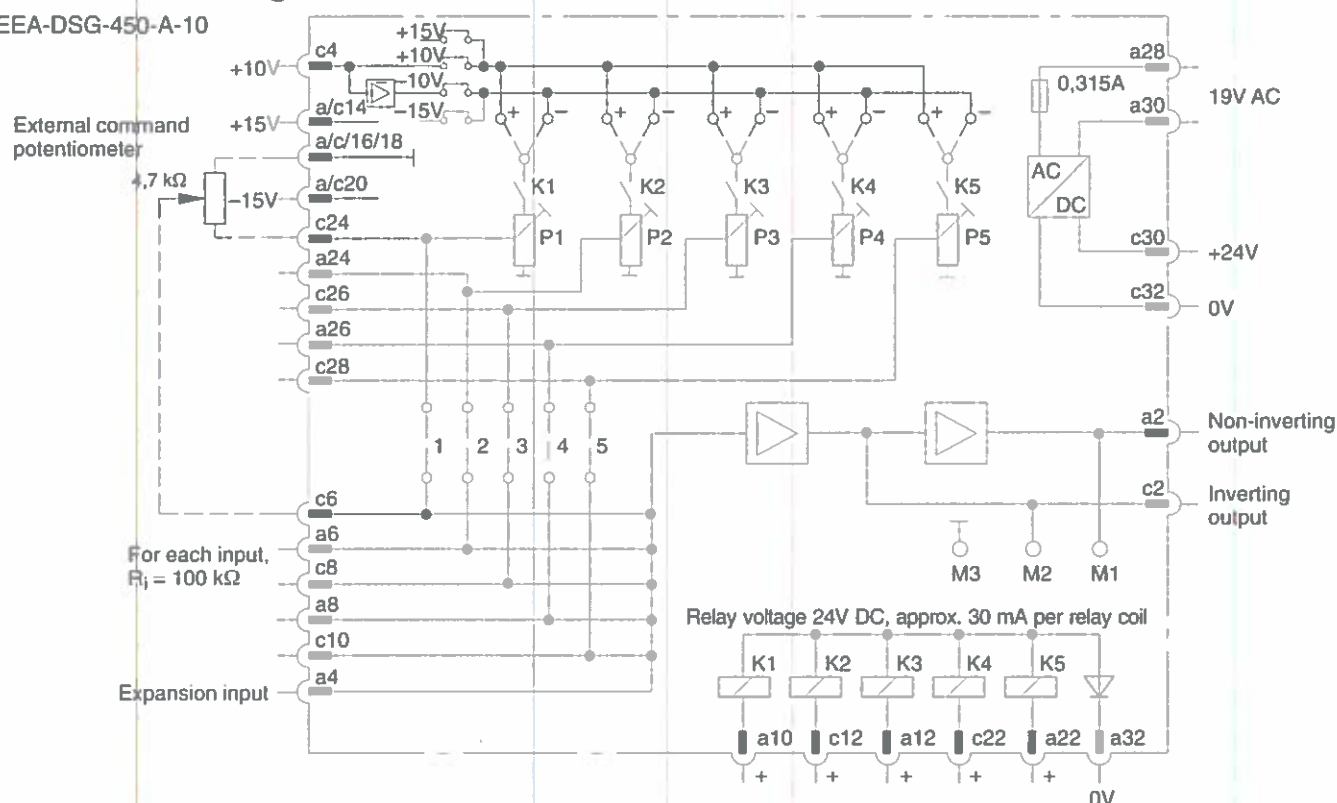 EEA-DSG-450-A-10
+15V
c4
+10V
+10V
-10V
a/c14
-15V
+15V
External command
potentiometer
a/c/16/18
4,7 kΩ
a/c20
-15V
c24
a24
c26
a26
c28
+ -
+ -
+ -
+ -
+ -
K1 K2 K3 K4 K5
P1 P2 P3 P4 P5
a28
0,315A
19V AC
a30
AC
DC
c30
+24V
c32
0V
1 2 3 4 5
a2
Non-inverting
output
c2
Inverting
output
c6
a6
For each input,
Ri = 100 kΩ
c8
a8
c10
a4
Expansion input
M3 M2 M1
Relay voltage 24V DC, approx. 30 mA per relay coil
K1 K2 K3 K4 K5
a10 c12 a12 c22 a22 a32
+ + + + +
0V